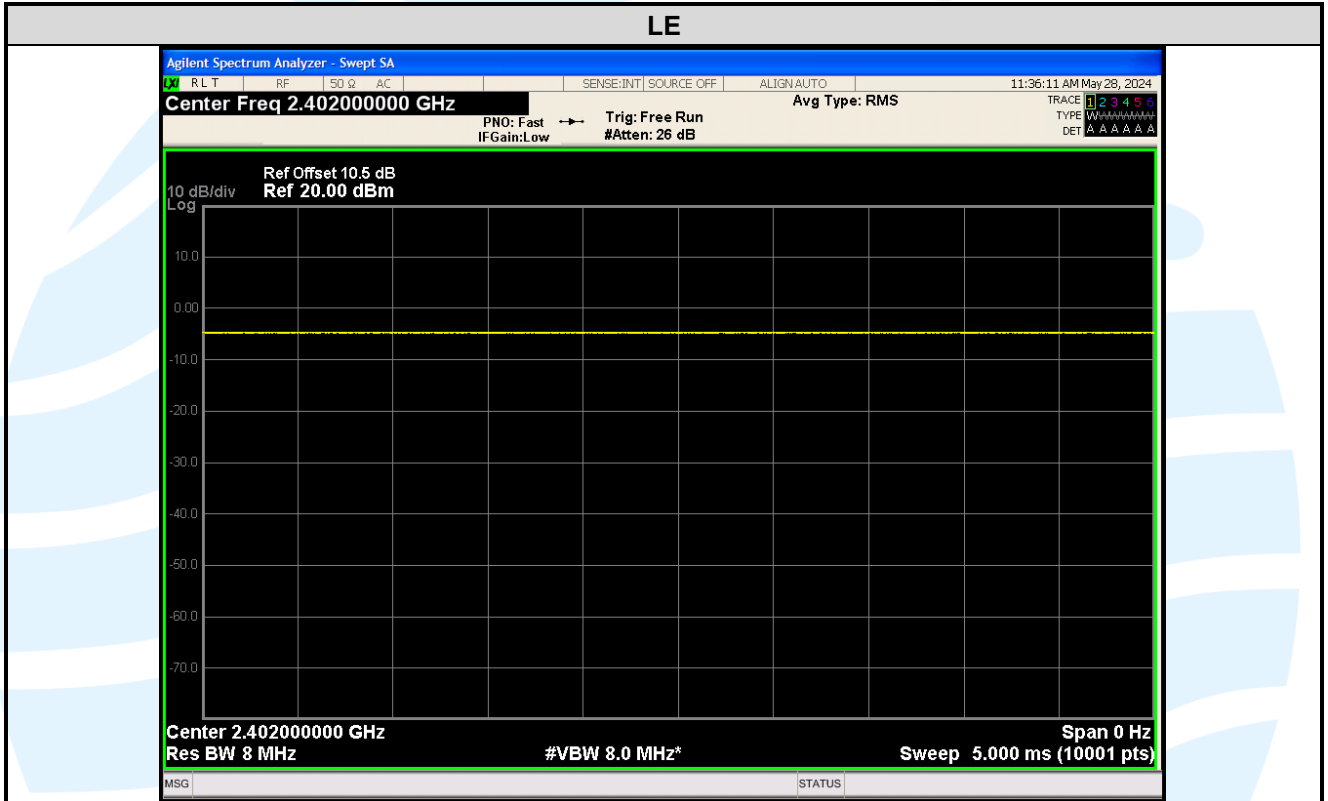 LE
Agilent Spectrum Analyzer - Swept SA
LXI RLT RF 50 Ω AC SENSE:INT SOURCE OFF ALIGN AUTO 11:36:11 AM May 28, 2024
Center Freq 2.402000000 GHz Avg Type: RMS TRACE 1 2 3 4 5 6
PNO: Fast Trig: Free Run TYPE WWWWWW
IFGain:Low #Atten: 26 dB DET A A A A A A
Ref Offset 10.5 dB
10 dB/div Ref 20.00 dBm
Log
10.0
0.00
-10.0
-20.0
-30.0
-40.0
-50.0
-60.0
-70.0
Center 2.402000000 GHz Span 0 Hz
Res BW 8 MHz #VBW 8.0 MHz* Sweep 5.000 ms (10001 pts)
MSG STATUS